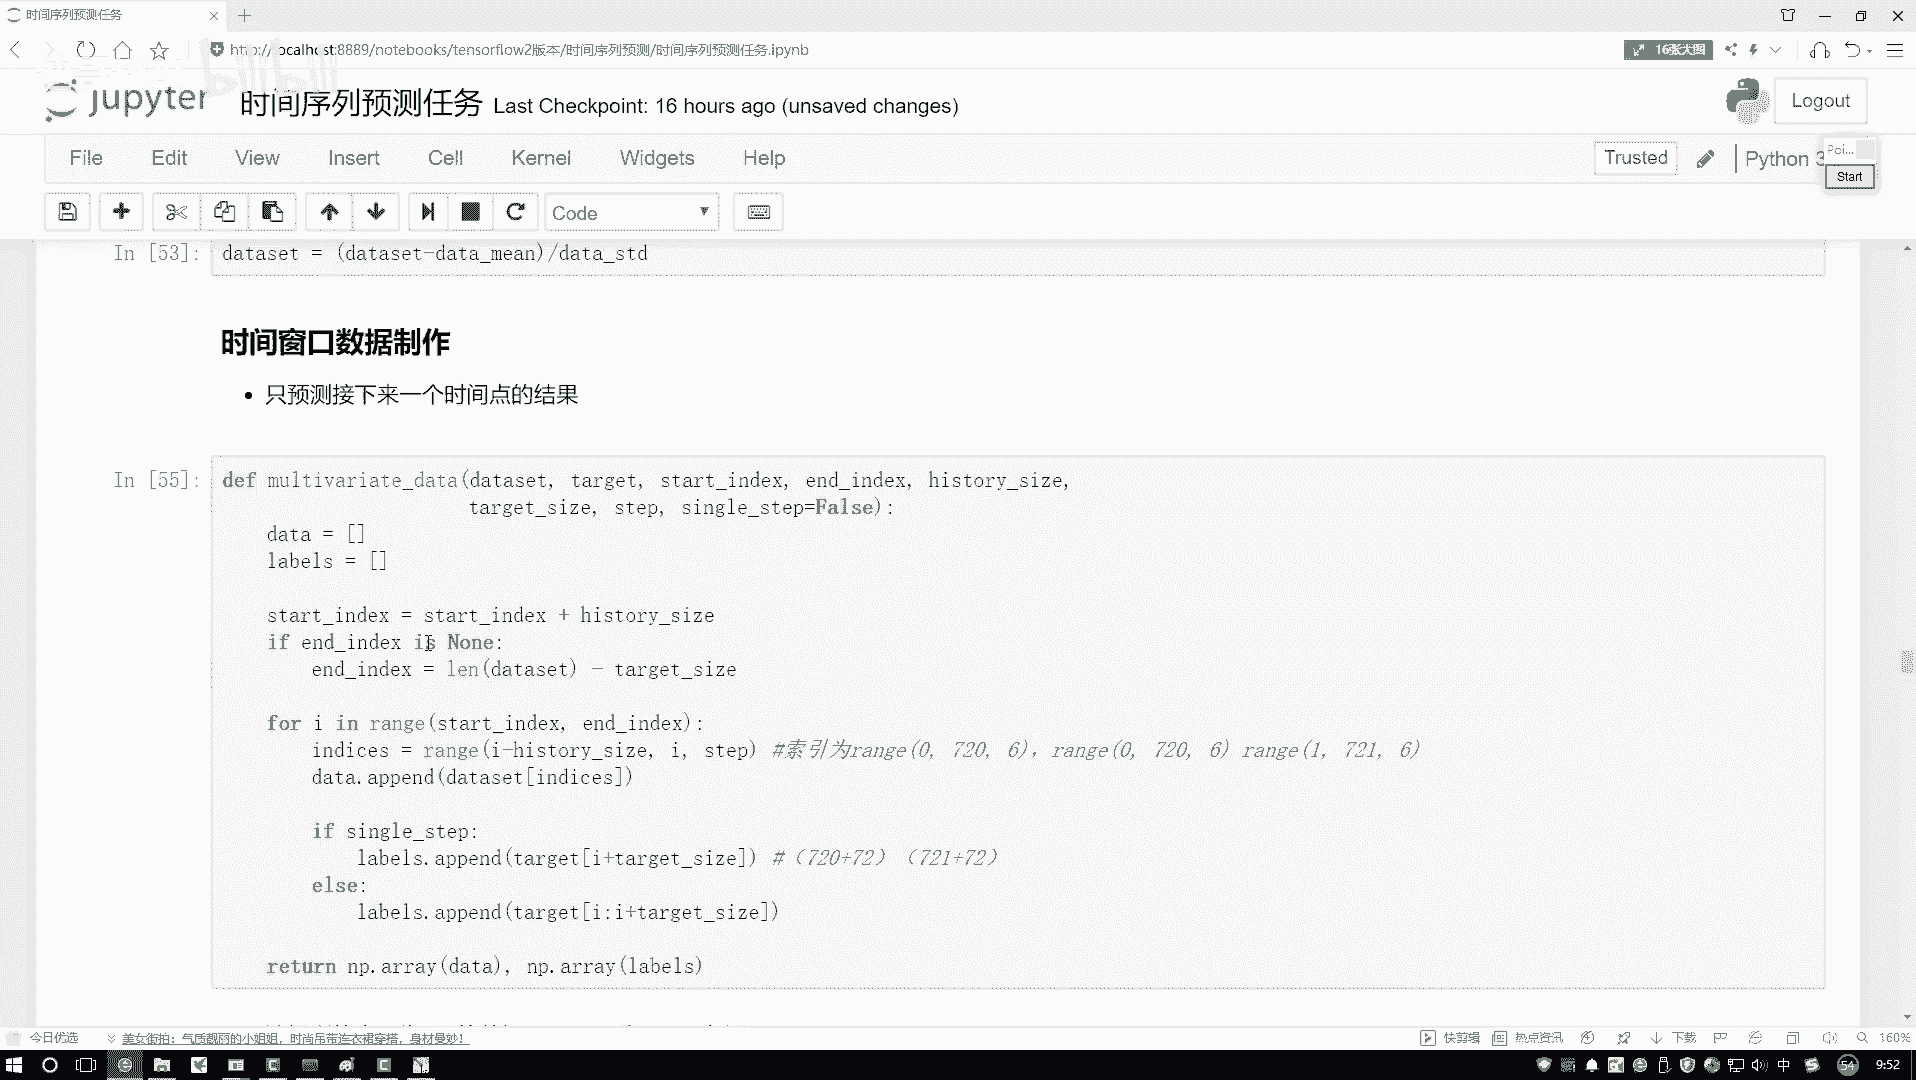 时间序列预测任务
http://localhost:8889/notebooks/tensorflow2版本/时间序列预测/时间序列预测任务.ipynb
16张大图
bilibili
jupyter 时间序列预测任务 Last Checkpoint: 16 hours ago (unsaved changes)
Logout
File Edit View Insert Cell Kernel Widgets Help
Trusted Python 3
Poi...
Start
Code
In [53]: dataset = (dataset-data_mean)/data_std
时间窗口数据制作
• 只预测接下来一个时间点的结果
In [55]: def multivariate_data(dataset, target, start_index, end_index, history_size,
target_size, step, single_step=False):
data = []
labels = []
start_index = start_index + history_size
if end_index is None:
end_index = len(dataset) - target_size
for i in range(start_index, end_index):
indices = range(i-history_size, i, step) #索引为range(0, 720, 6)，range(0, 720, 6) range(1, 721, 6)
data.append(dataset[indices])
if single_step:
labels.append(target[i+target_size]) #（720+72）（721+72）
else:
labels.append(target[i:i+target_size])
return np.array(data), np.array(labels)
今日优选 美女街拍：气质靓丽的小姐姐，时尚吊带连衣裙穿搭，身材曼妙！
快剪辑 热点资讯 下载 160%
中 54 9:52